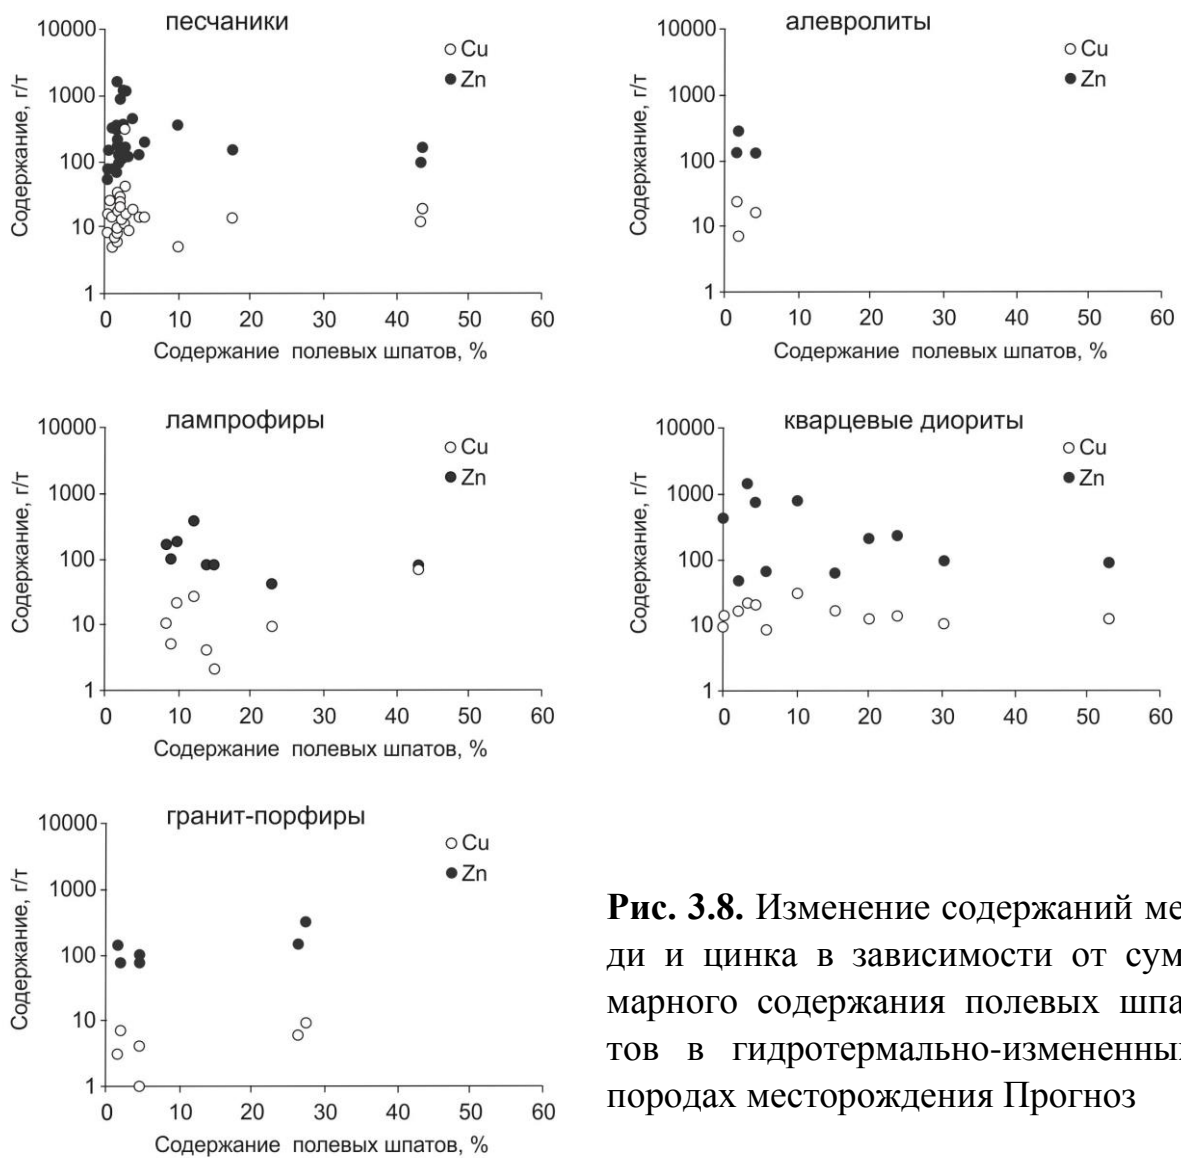 песчаники
10000
1000
100
10
1
Содержание, г/т
Cu
Zn
0 10 20 30 40 50 60
Содержание полевых шпатов, %
алевролиты
10000
1000
100
10
1
Содержание, г/т
Cu
Zn
0 10 20 30 40 50 60
Содержание полевых шпатов, %
лампрофиры
10000
1000
100
10
1
Содержание, г/т
Cu
Zn
0 10 20 30 40 50 60
Содержание полевых шпатов, %
кварцевые диориты
10000
1000
100
10
1
Содержание, г/т
Cu
Zn
0 10 20 30 40 50 60
Содержание полевых шпатов, %
гранит-порфиры
10000
1000
100
10
1
Содержание, г/т
Cu
Zn
0 10 20 30 40 50 60
Содержание полевых шпатов, %
Рис. 3.8. Изменение содержаний ме
ди и цинка в зависимости от сум
марного содержания полевых шпа
тов в гидротермально-измененных
породах месторождения Прогноз